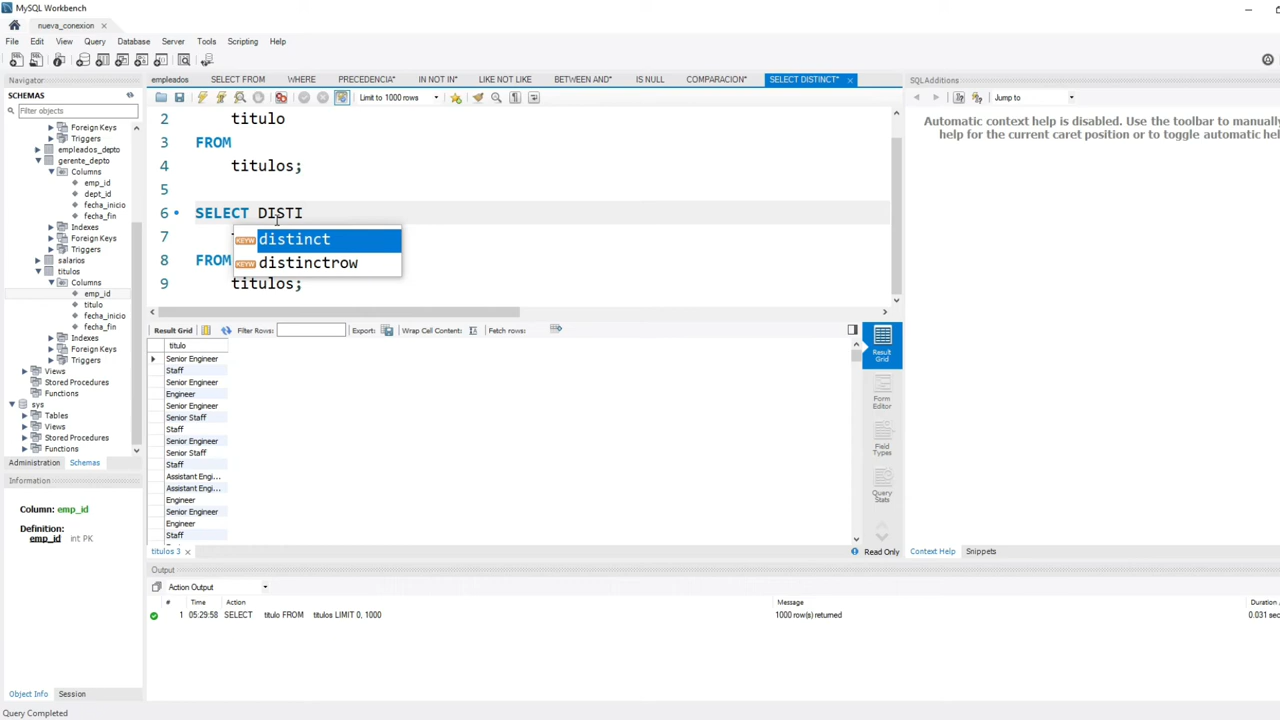 MySQL Workbench
nueva_conexion
File Edit View Query Database Server Tools Scripting Help
Navigator
SCHEMAS
Filter objects
Foreign Keys
Triggers
empleados_depto
gerente_depto
Columns
emp_id
dept_id
fecha_inicio
fecha_fin
Indexes
Foreign Keys
Triggers
salarios
titulos
Columns
emp_id
titulo
fecha_inicio
fecha_fin
Indexes
Foreign Keys
Triggers
Views
Stored Procedures
Functions
sys
Tables
Views
Stored Procedures
Functions
Administration Schemas
Information
Column: emp_id
Definition:
emp_id int PK
Object Info Session
Query Completed
empleados SELECT FROM WHERE PRECEDENCIA* IN NOT IN* LIKE NOT LIKE BETWEEN AND* IS NULL COMPARACION* SELECT DISTINCT*
Limit to 1000 rows
2 titulo
3 FROM
4 titulos;
5
6 SELECT DISTI
7
8 FROM
9 titulos;
KEYW distinct
KEYW distinctrow
Result Grid Filter Rows: Export: Wrap Cell Content: Fetch rows:
titulo
Senior Engineer
Staff
Senior Engineer
Engineer
Senior Engineer
Senior Staff
Staff
Senior Engineer
Senior Staff
Staff
Assistant Engi...
Assistant Engi...
Engineer
Senior Engineer
Engineer
Staff
Result Grid
Form Editor
Field Types
Query Stats
titulos 3
Read Only
Output
Action Output
# Time Action Message Duration
1 05:29:58 SELECT titulo FROM titulos LIMIT 0, 1000 1000 row(s) returned 0.031 sec
SQLAdditions
Jump to
Automatic context help is disabled. Use the toolbar to manually
help for the current caret position or to toggle automatic
Context Help Snippets